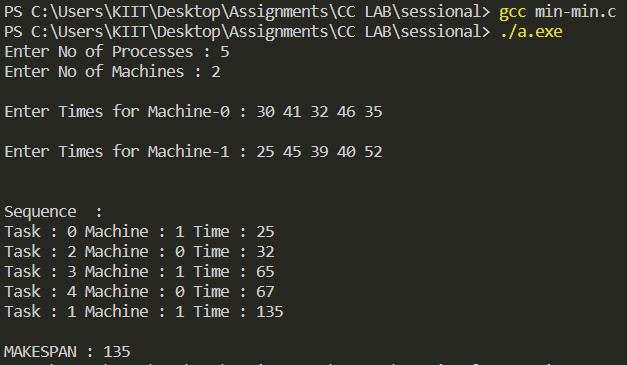 PS C:\Users\KIIT\Desktop\Assignments\CC LAB\sessional> gcc min-min.c
PS C:\Users\KIIT\Desktop\Assignments\CC LAB\sessional> ./a.exe
Enter No of Processes : 5
Enter No of Machines : 2
Enter Times for Machine-0 : 30 41 32 46 35
Enter Times for Machine-1 : 25 45 39 40 52
Sequence  :
Task : 0 Machine : 1 Time : 25
Task : 2 Machine : 0 Time : 32
Task : 3 Machine : 1 Time : 65
Task : 4 Machine : 0 Time : 67
Task : 1 Machine : 1 Time : 135
MAKESPAN : 135